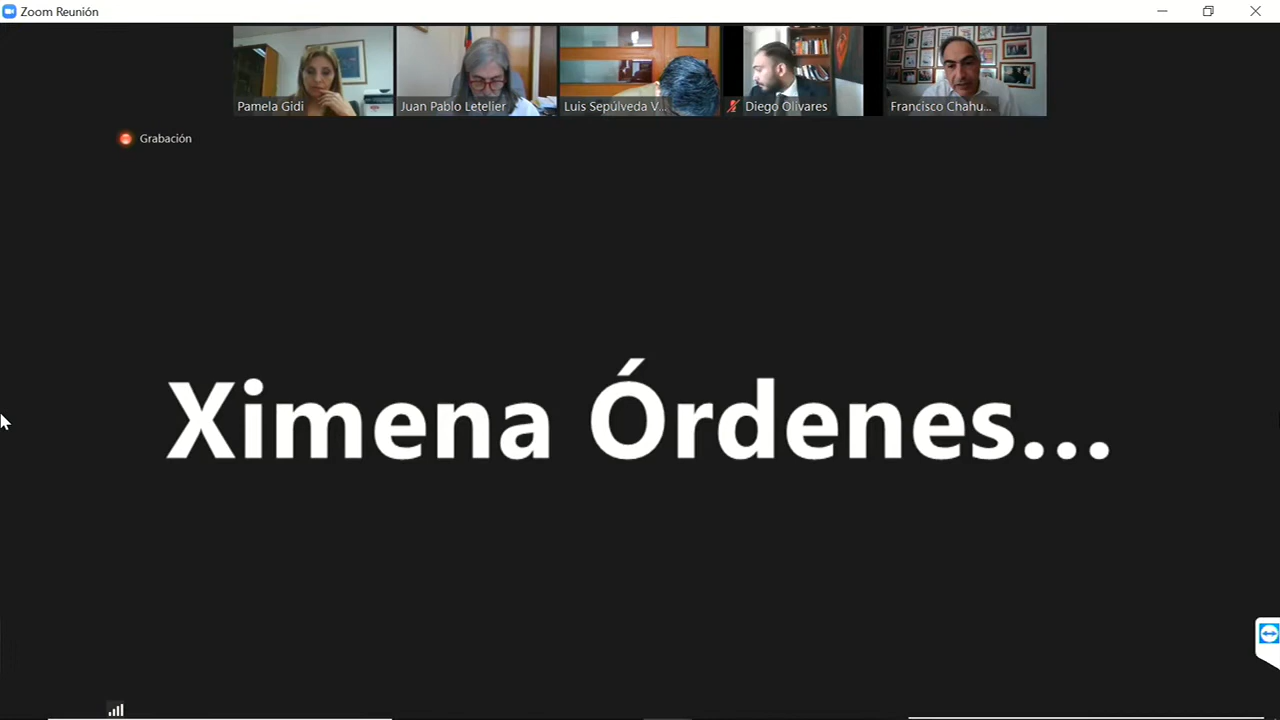 Zoom Reunión
Pamela Gidi
Juan Pablo Letelier
Luis Sepúlveda V...
Diego Olivares
Francisco Chahu...
Grabación
Ximena Órdenes...